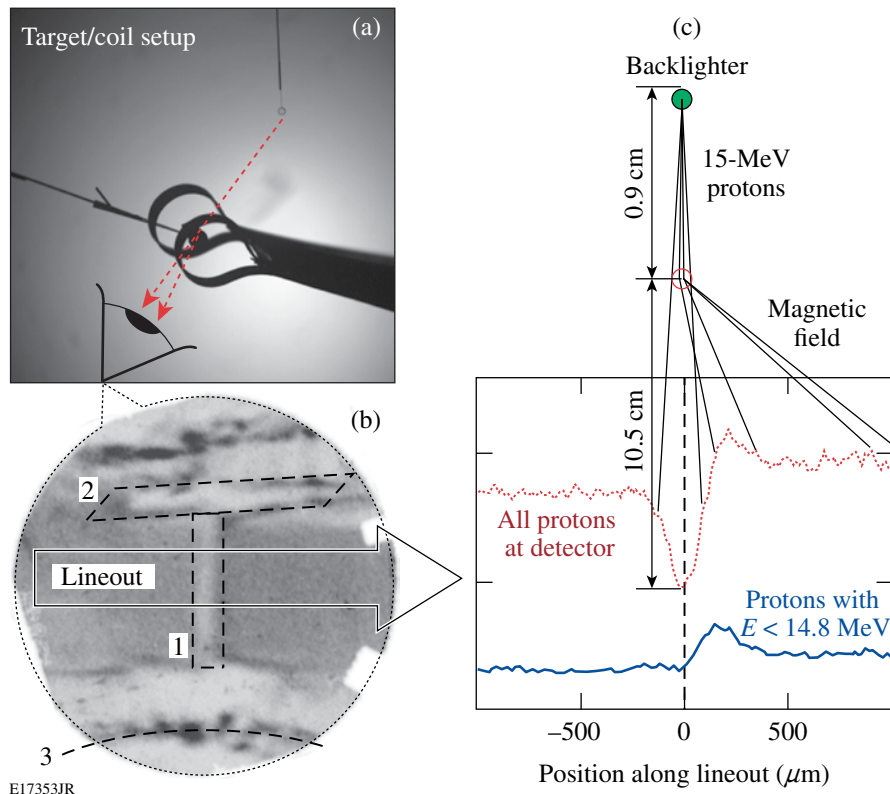 Target/coil setup
(a)
(b)
2
Lineout
1
3
E17353JR
(c)
Backlighter
0.9 cm
15-MeV
protons
Magnetic
field
10.5 cm
All protons
at detector
Protons with
E < 14.8 MeV
–500
0
500
Position along lineout (μm)